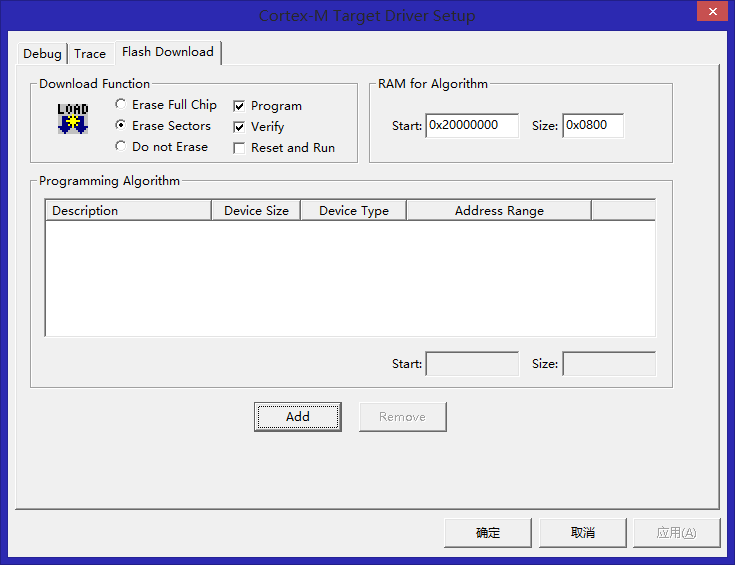 Cortex-M Target Driver Setup
Debug Trace Flash Download
Download Function
LOAD
Erase Full Chip
Erase Sectors
Do not Erase
Program
Verify
Reset and Run
RAM for Algorithm
Start: 0x20000000 Size: 0x0800
Programming Algorithm
Description Device Size Device Type Address Range
Start: Size:
Add Remove
确定 取消 应用(A)